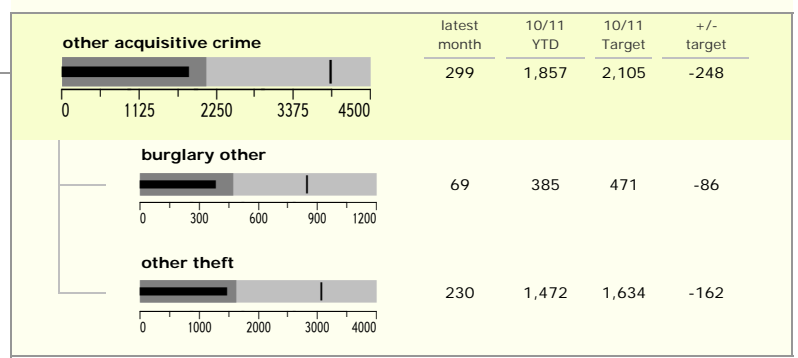 latest 10/11 10/11 +/-
other acquisitive crime month YTD Target target
299 1,857 2,105 -248
0 1125 2250 3375 4500
burglary other
69 385 471 -86
0 300 600 900 1200
other theft
230 1,472 1,634 -162
0 1000 2000 3000 4000